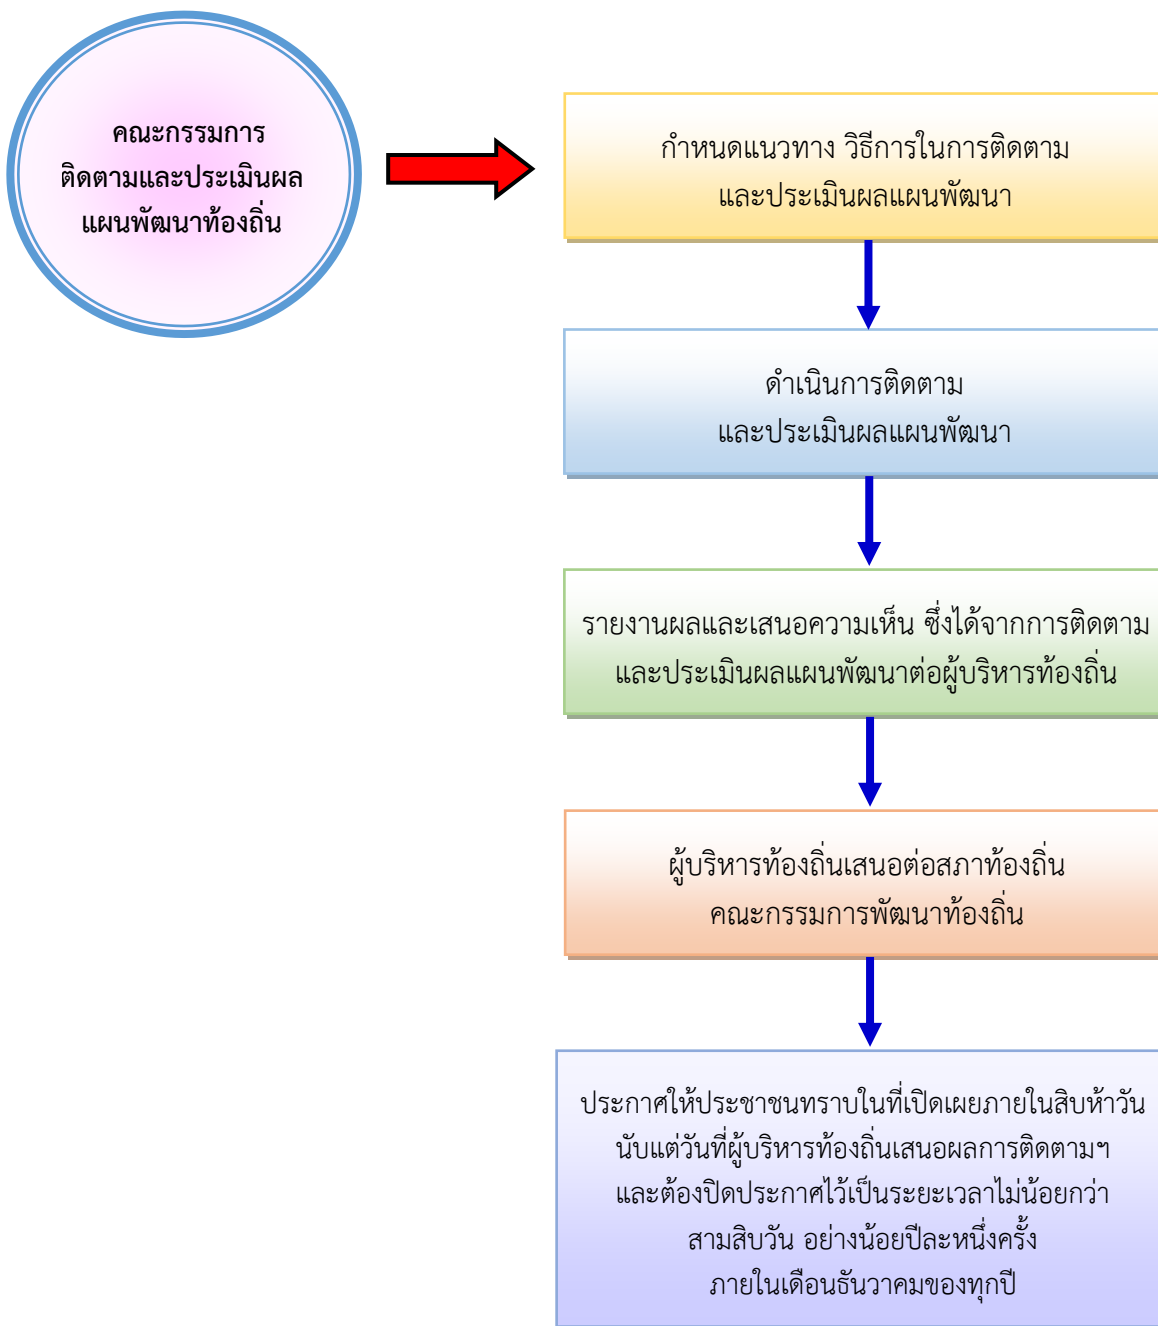 คณะกรรมการ
ติดตามและประเมินผล
แผนพัฒนาท้องถิ่น
กำหนดแนวทาง วิธีการในการติดตาม
และประเมินผลแผนพัฒนา
ดำเนินการติดตาม
และประเมินผลแผนพัฒนา
รายงานผลและเสนอความเห็น ซึ่งได้จากการติดตาม
และประเมินผลแผนพัฒนาต่อผู้บริหารท้องถิ่น
ผู้บริหารท้องถิ่นเสนอต่อสภาท้องถิ่น
คณะกรรมการพัฒนาท้องถิ่น
ประกาศให้ประชาชนทราบในที่เปิดเผยภายในสิบห้าวัน
นับแต่วันที่ผู้บริหารท้องถิ่นเสนอผลการติดตามฯ
และต้องปิดประกาศไว้เป็นระยะเวลาไม่น้อยกว่า
สามสิบวัน อย่างน้อยปีละหนึ่งครั้ง
ภายในเดือนธันวาคมของทุกปี